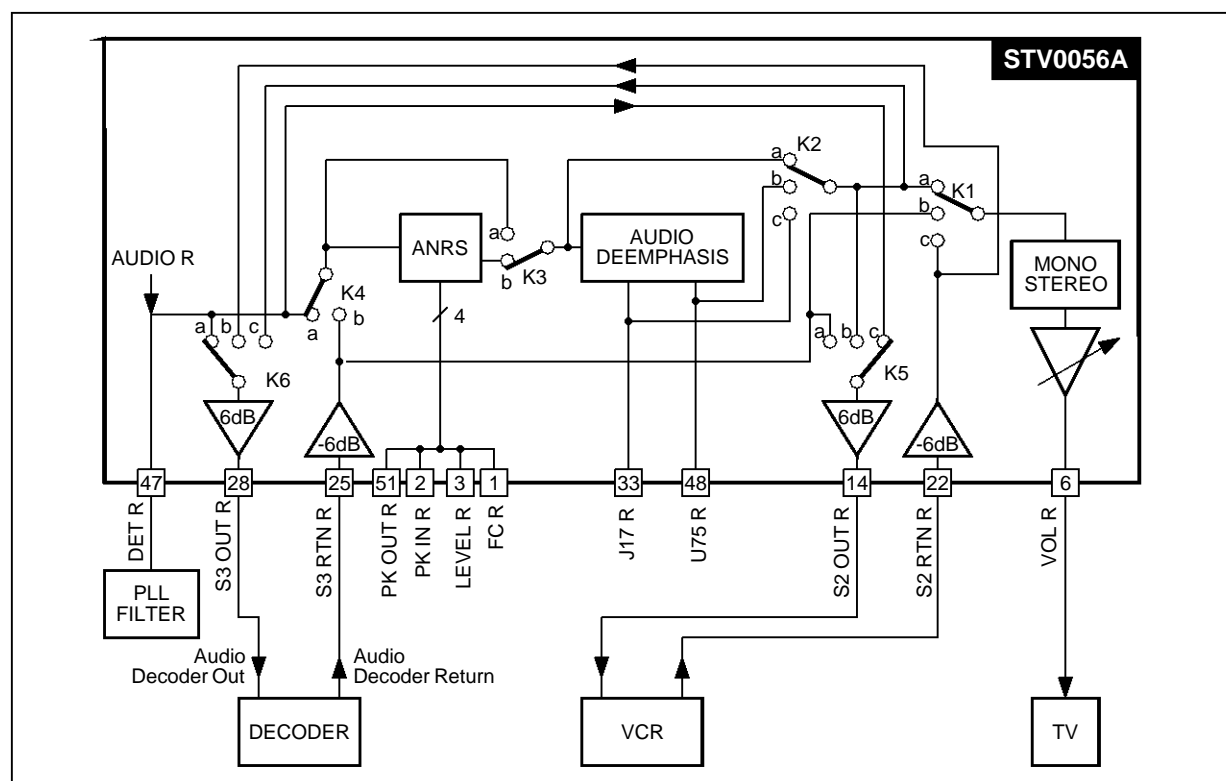 STV0056A
K2
a
b
c
a
b
c
K1
ANRS
a
b
K3
AUDIO
DEEMPHASIS
MONO
STEREO
AUDIO R
K4
a
b
4
a
b
c
K6
a
b
c
K5
6dB
-6dB
6dB
-6dB
47
28
25
51
2
3
1
33
48
14
22
6
DET R
S3 OUT R
S3 RTN R
PK OUT R
PK IN R
LEVEL R
FC R
J17 R
U75 R
S2 OUT R
S2 RTN R
VOL R
PLL
FILTER
Audio
Decoder Out
Audio
Decoder Return
DECODER
VCR
TV